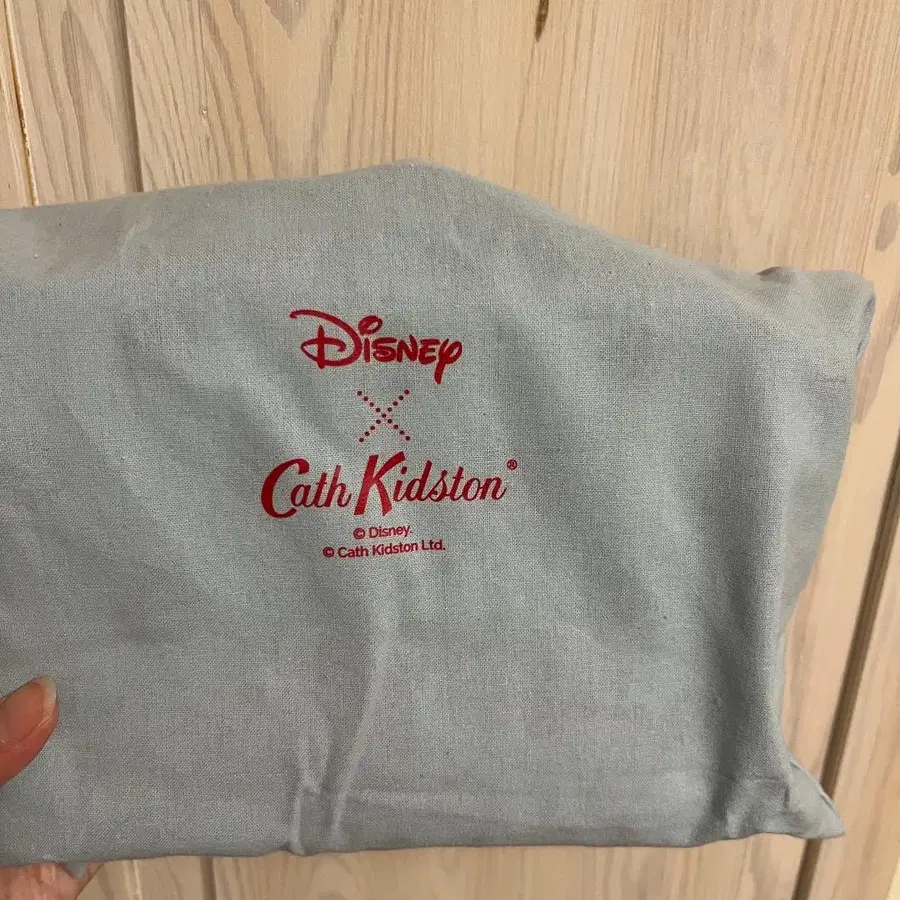 Disney
Cath Kidston®
© Disney.
© Cath Kidston Ltd.